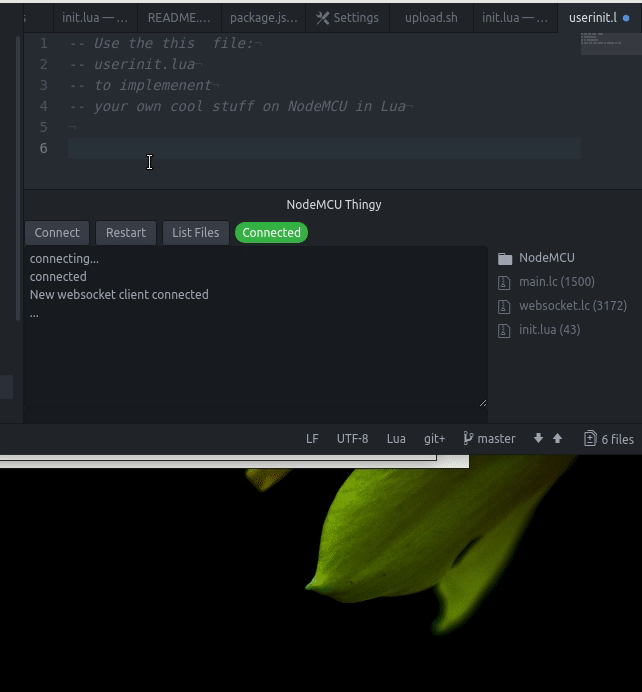 init.lua — ... README.... package.js... Settings upload.sh init.lua — ... userinit.l
1 -- Use the this  file:¬
2 -- userinit.lua¬
3 -- to implemenent¬
4 -- your own cool stuff on NodeMCU in Lua¬
5 ¬
6
NodeMCU Thingy
Connect Restart List Files Connected
connecting...
connected
New websocket client connected
...
NodeMCU
main.lc (1500)
websocket.lc (3172)
init.lua (43)
LF UTF-8 Lua git+ master 6 files